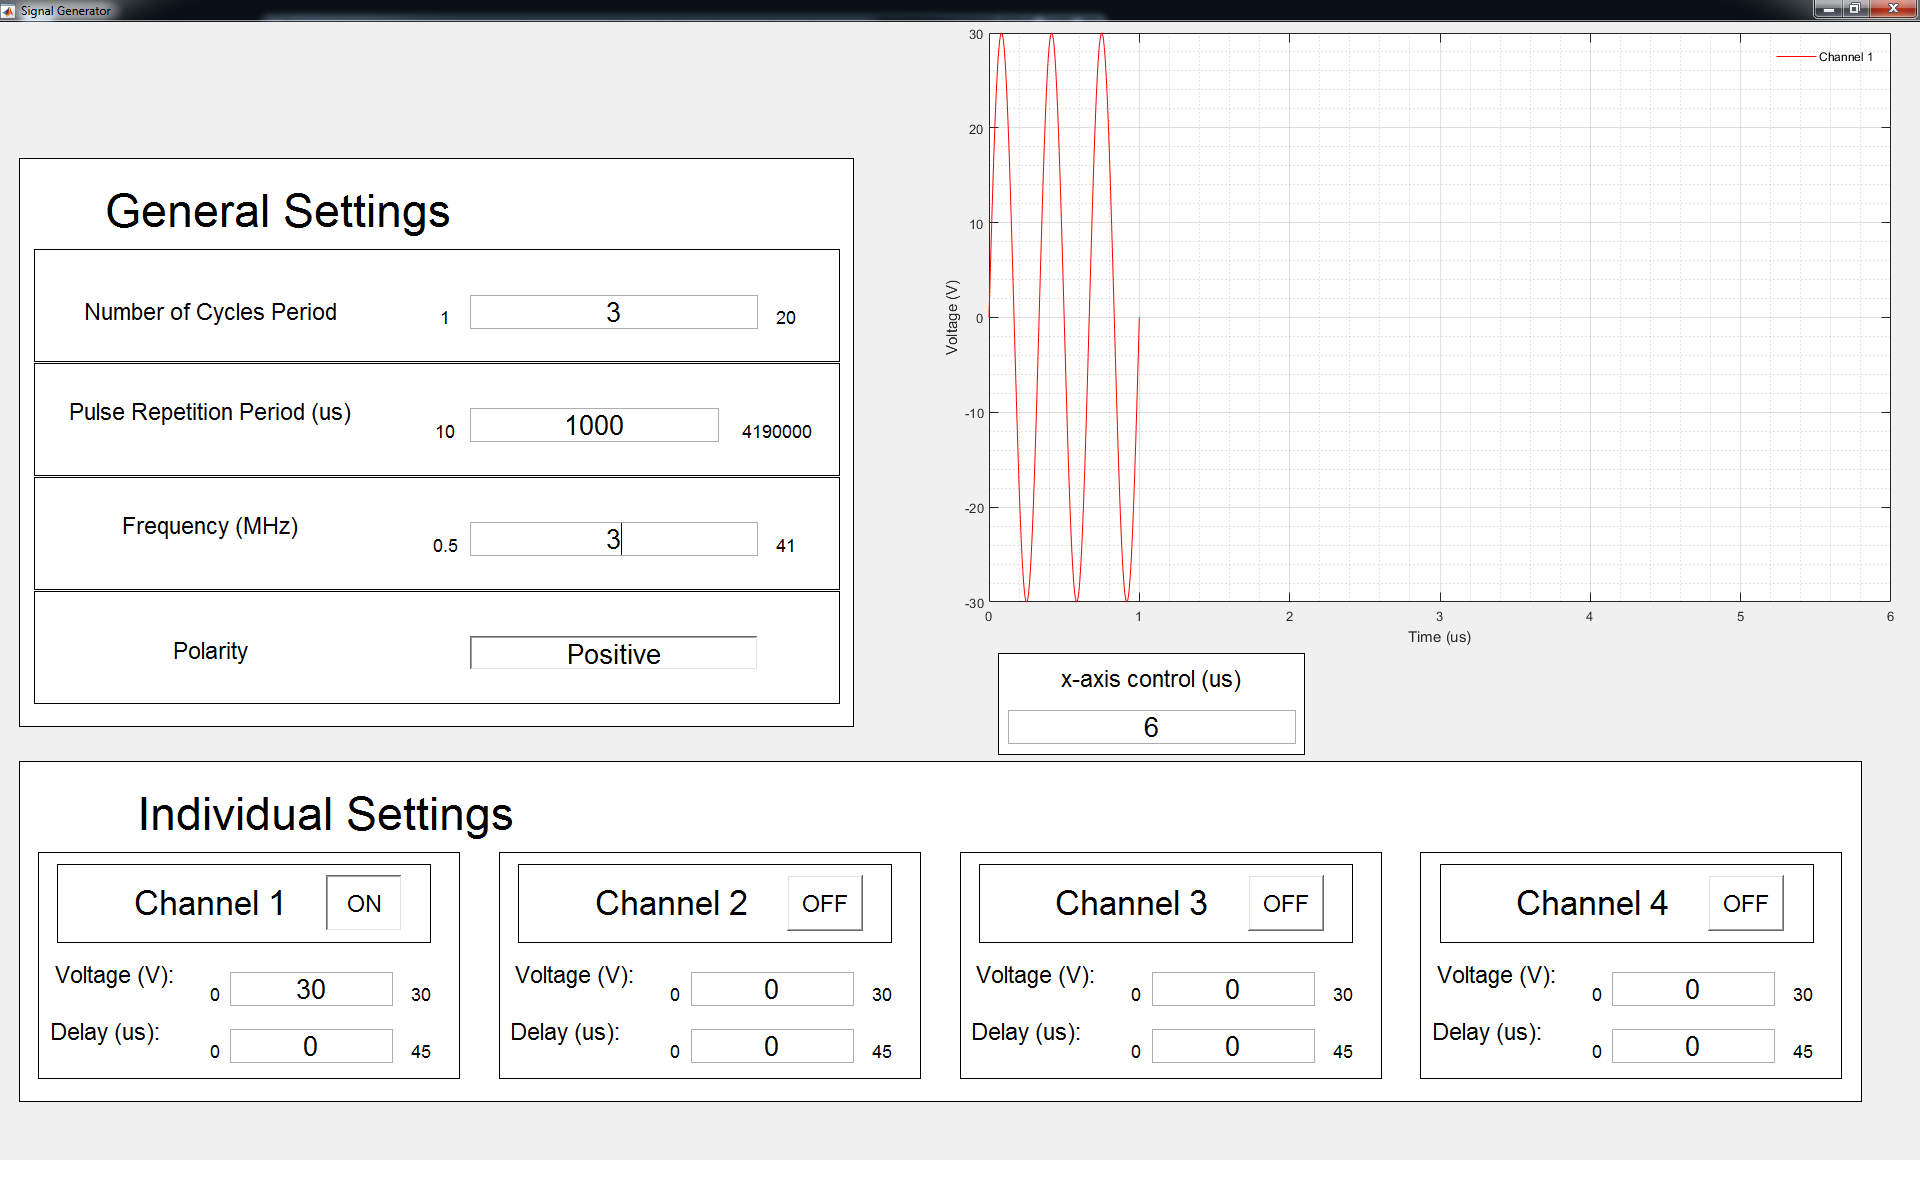 Signal Generator
General Settings
Number of Cycles Period
1 3 20
Pulse Repetition Period (us)
10 1000 4190000
Frequency (MHz)
0.5 3 41
Polarity
Positive
30
20
10
0
-10
-20
-30
Voltage (V)
Channel 1
0 1 2 3 4 5 6
Time (us)
x-axis control (us)
6
Individual Settings
Channel 1 ON
Voltage (V): 0 30 30
Delay (us): 0 0 45
Channel 2 OFF
Voltage (V): 0 0 30
Delay (us): 0 0 45
Channel 3 OFF
Voltage (V): 0 0 30
Delay (us): 0 0 45
Channel 4 OFF
Voltage (V): 0 0 30
Delay (us): 0 0 45